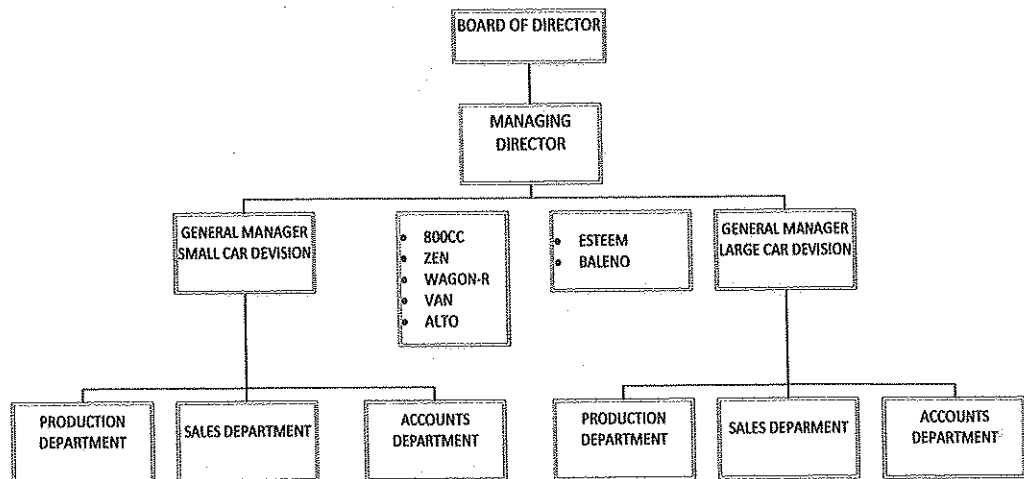 BOARD OF DIRECTOR
MANAGING
DIRECTOR
GENERAL MANAGER
SMALL CAR DEVISION
• 800CC
• ZEN
• WAGON-R
• VAN
• ALTO
• ESTEEM
• BALENO
GENERAL MANAGER
LARGE CAR DEVISION
PRODUCTION
DEPARTMENT
SALES DEPARTMENT
ACCOUNTS
DEPARTMENT
PRODUCTION
DEPARTMENT
SALES DEPARMENT
ACCOUNTS
DEPARTMENT